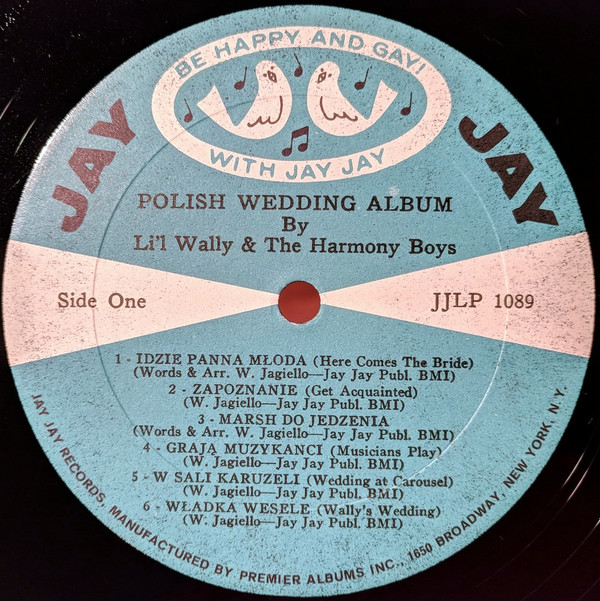 BE HAPPY AND GAY!
WITH JAY JAY
JAY JAY
POLISH WEDDING ALBUM
By
Li'l Wally & The Harmony Boys
Side One
JJLP 1089
1 - IDZIE PANNA MŁODA (Here Comes The Bride)
(Words & Arr. W. Jagiello—Jay Jay Publ. BMI)
2 - ZAPOZNANIE (Get Acquainted)
(W. Jagiello—Jay Jay Publ. BMI)
3 - MARSH DO JEDZENIA
(Words & Arr. W. Jagiello—Jay Jay Publ. BMI)
4 - GRAJĄ MUZYKANCI (Musicians Play)
(W. Jagiello—Jay Jay Publ. BMI)
5 - W SALI KARUZELI (Wedding at Carousel)
(W. Jagiello—Jay Jay Publ. BMI)
6 - WŁADKA WESELE (Wally's Wedding)
(W. Jagiello—Jay Jay Publ. BMI)
JAY JAY RECORDS, MANUFACTURED BY PREMIER ALBUMS INC., 1650 BROADWAY, NEW YORK, N. Y.